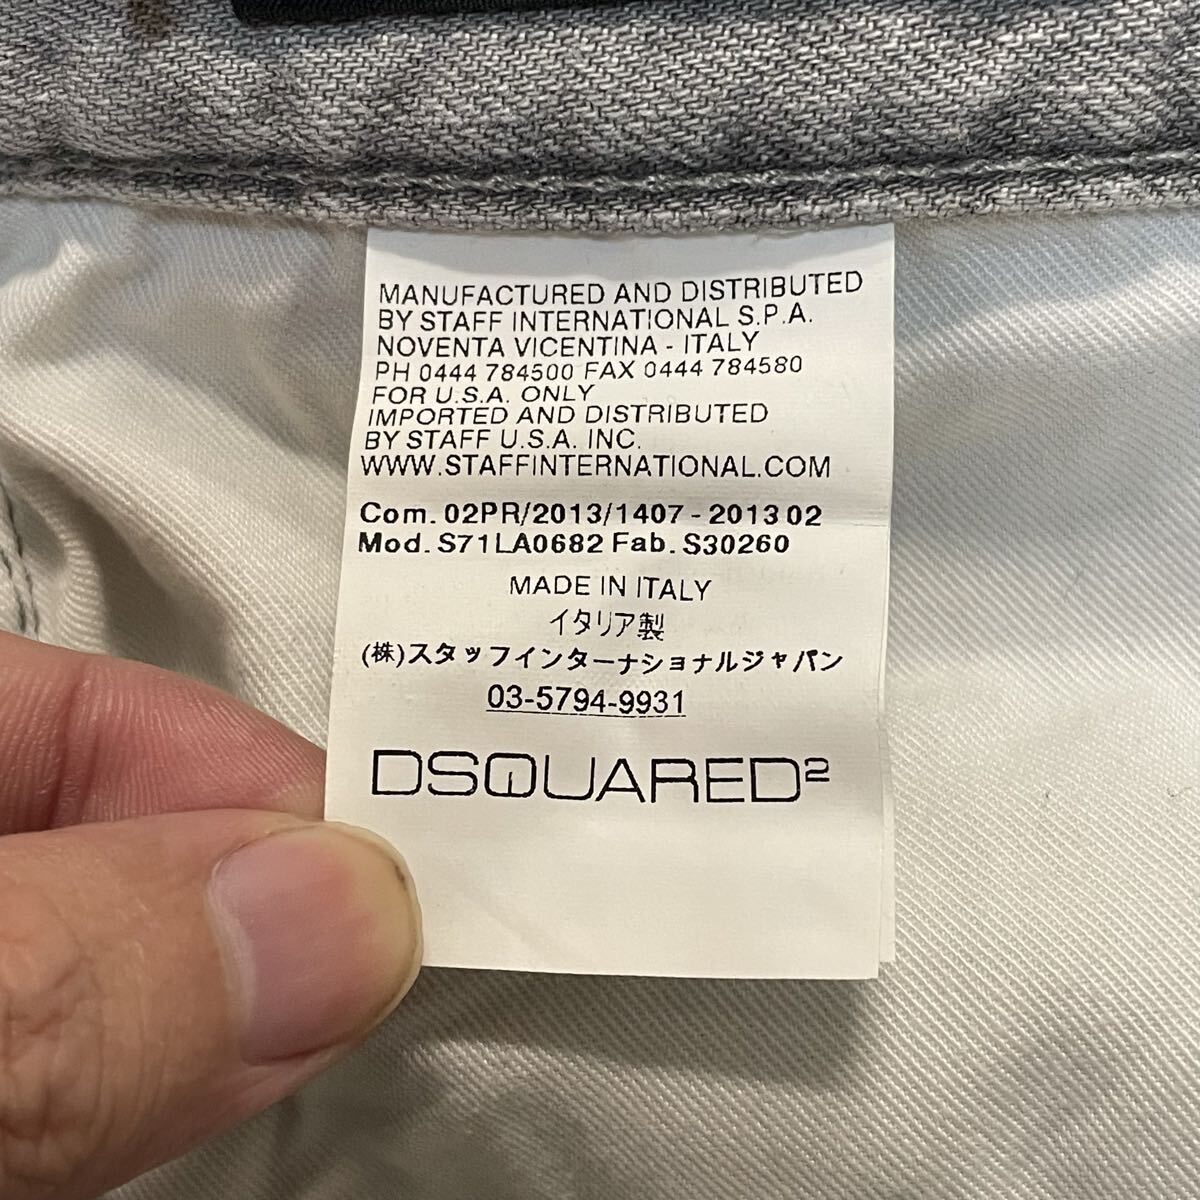 MANUFACTURED AND DISTRIBUTED
BY STAFF INTERNATIONAL S.P.A.
NOVENTA VICENTINA - ITALY
PH 0444 784500 FAX 0444 784580
FOR U.S.A. ONLY
IMPORTED AND DISTRIBUTED
BY STAFF U.S.A. INC.
WWW.STAFFINTERNATIONAL.COM
Com. 02PR/2013/1407 - 2013 02
Mod. S71LA0682 Fab. S30260
MADE IN ITALY
イタリア製
(株)スタッフインターナショナルジャパン
03-5794-9931
DSQUARED²